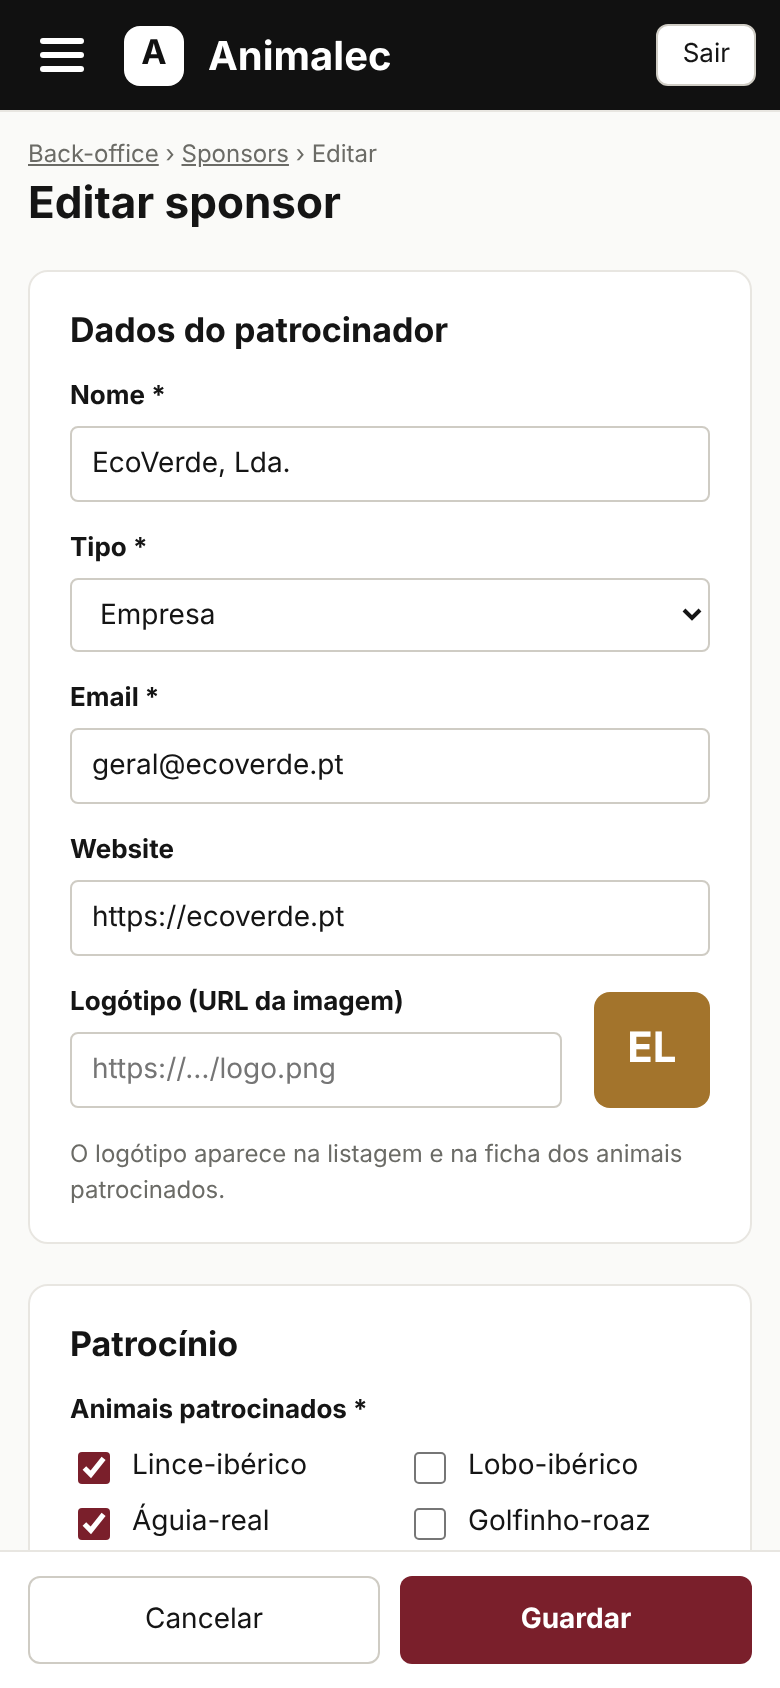 A Animalec Sair
Back-office › Sponsors › Editar
Editar sponsor
Dados do patrocinador
Nome *
EcoVerde, Lda.
Tipo *
Empresa
Email *
geral@ecoverde.pt
Website
https://ecoverde.pt
Logótipo (URL da imagem)
https://.../logo.png
EL
O logótipo aparece na listagem e na ficha dos animais
patrocinados.
Patrocínio
Animais patrocinados *
Lince-ibérico Lobo-ibérico
Águia-real Golfinho-roaz
Cancelar Guardar